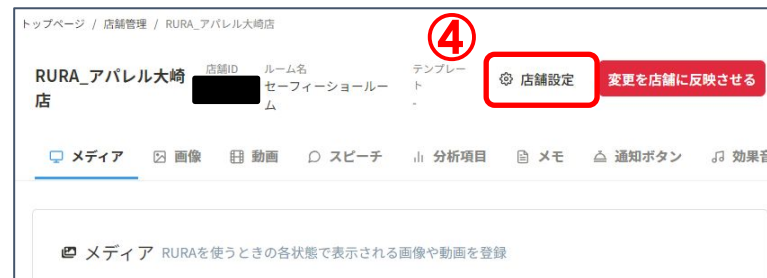 トップページ / 店舗管理 / RURA_アパレル大崎店
④
RURA_アパレル大崎店
店舗ID
ルーム名
セーフィーショールーム
テンプレート
-
店舗設定
変更を店舗に反映させる
メディア 画像 動画 スピーチ 分析項目 メモ 通知ボタン 効果音
メディア RURAを使うときの各状態で表示される画像や動画を登録